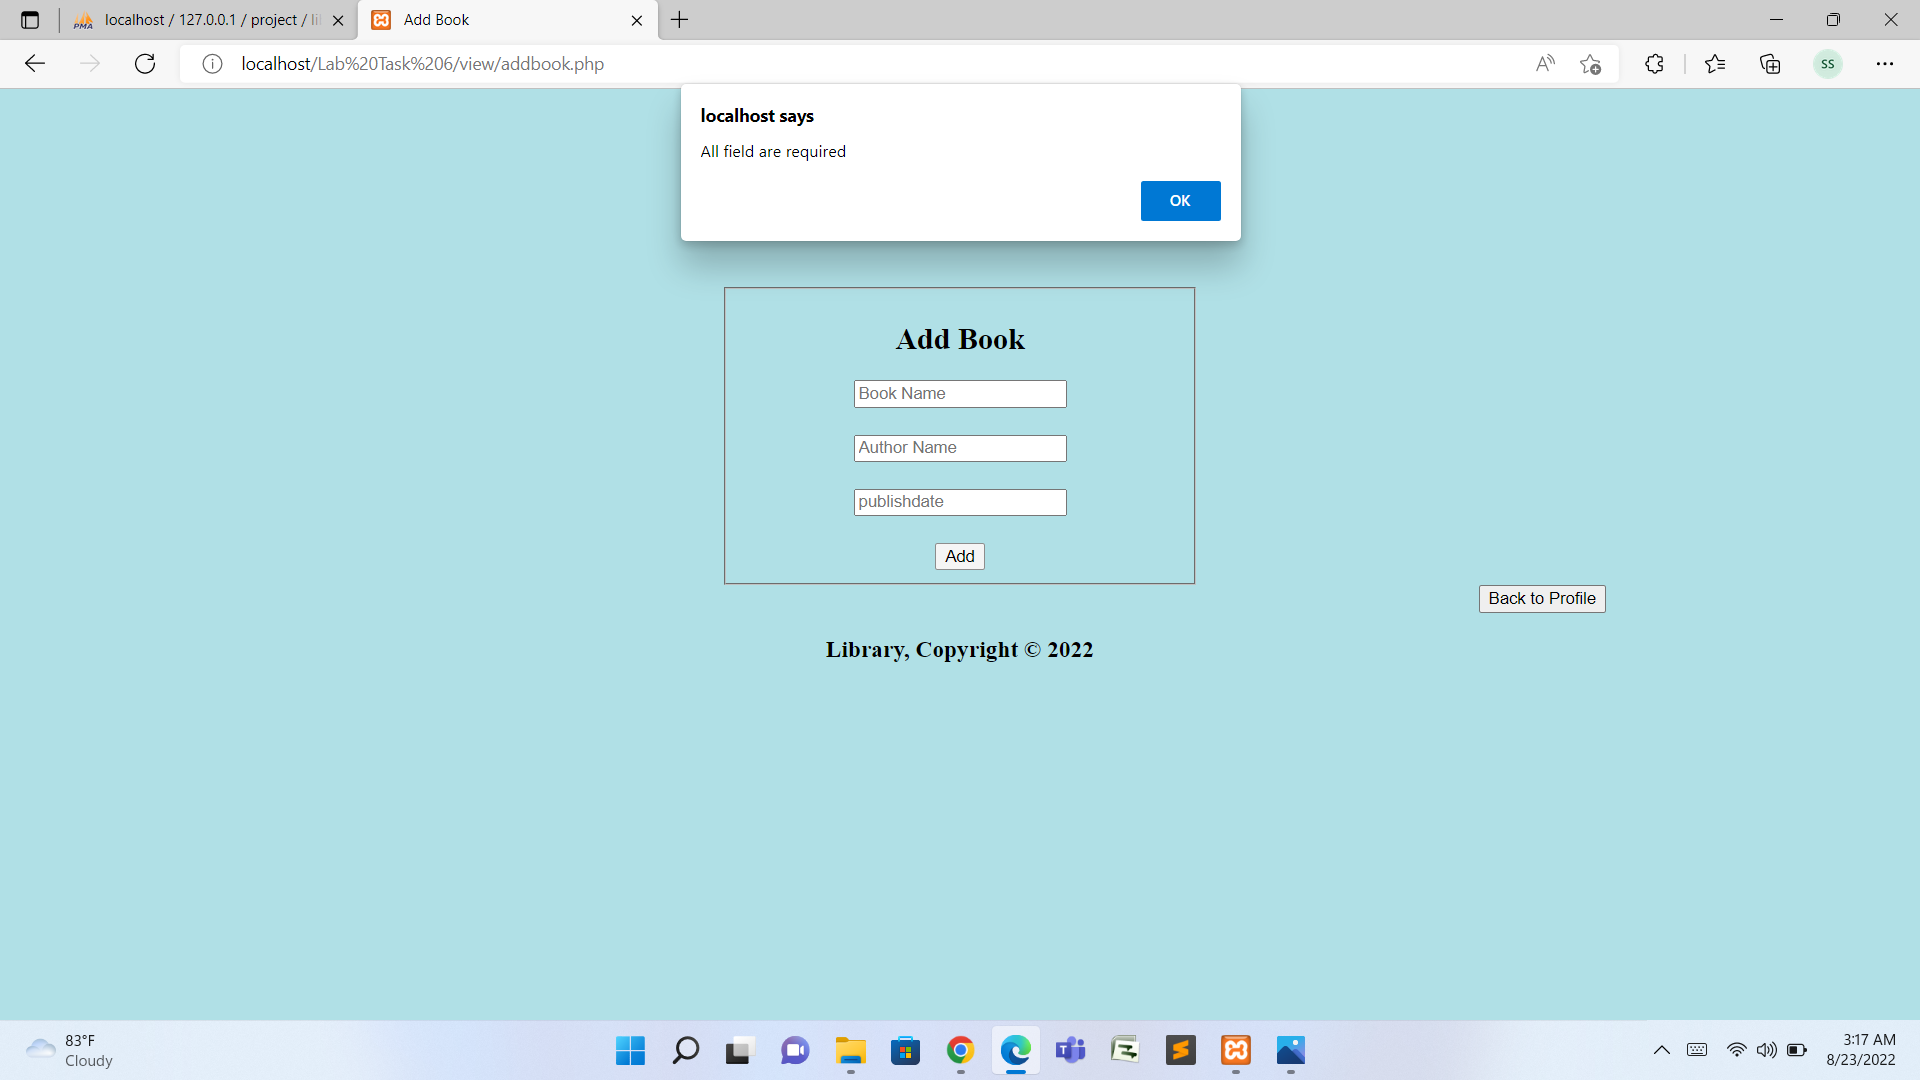 PMA
localhost / 127.0.0.1 / project / li
Add Book
localhost/Lab%20Task%206/view/addbook.php
A
SS
localhost says
All field are required
OK
Add Book
Book Name
Author Name
publishdate
Add
Back to Profile
Library, Copyright © 2022
83°F
Cloudy
3:17 AM
8/23/2022